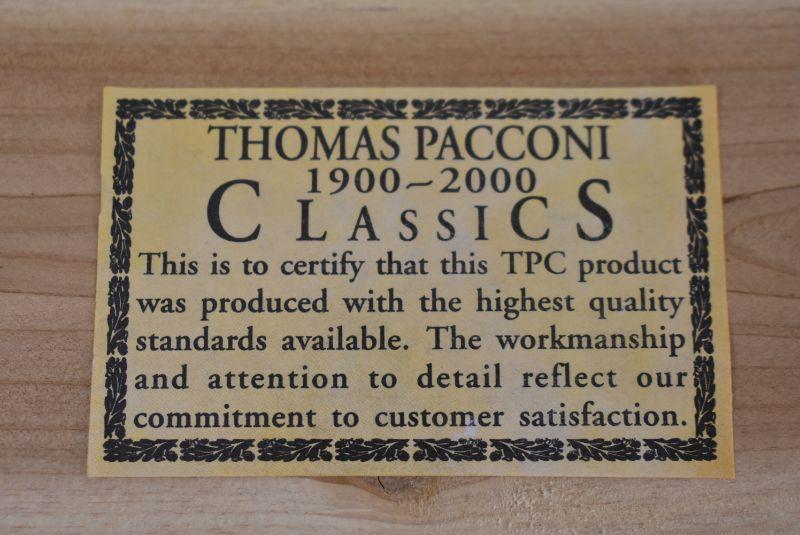 THOMAS PACCONI
1900~2000
CLASSICS
This is to certify that this TPC product
was produced with the highest quality
standards available. The workmanship
and attention to detail reflect our
commitment to customer satisfaction.